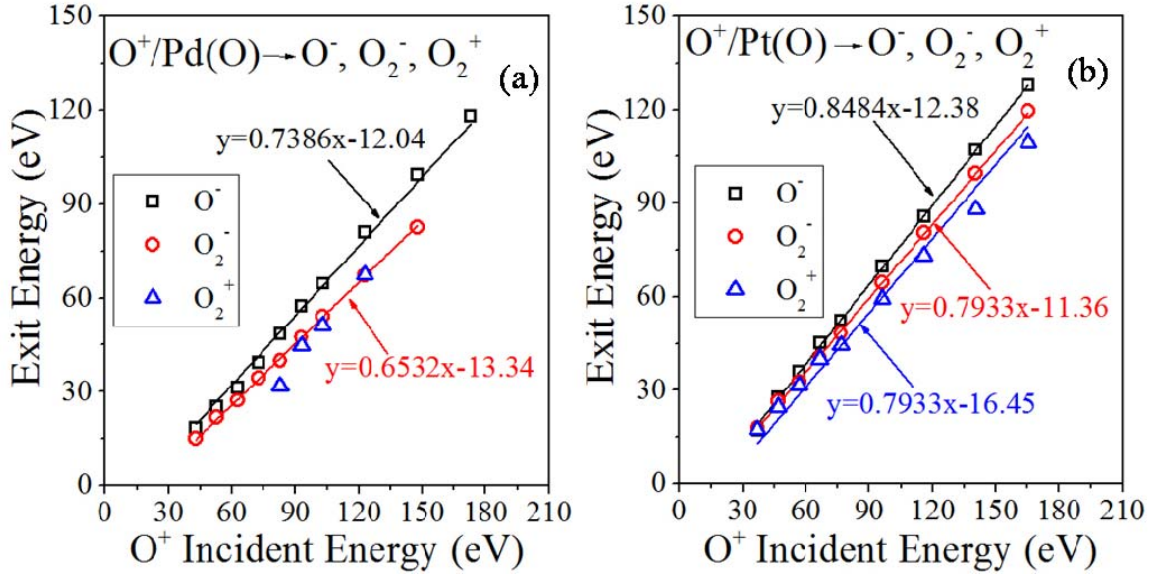 O⁺/Pd(O)→O⁻, O₂⁻, O₂⁺
(a)
y=0.7386x-12.04
O⁻
O₂⁻
O₂⁺
y=0.6532x-13.34
Exit Energy (eV)
150
120
90
60
30
0
0 30 60 90 120 150 180 210
O⁺ Incident Energy (eV)
O⁺/Pt(O)→O⁻, O₂⁻, O₂⁺
(b)
y=0.8484x-12.38
O⁻
O₂⁻
O₂⁺
y=0.7933x-11.36
y=0.7933x-16.45
Exit Energy (eV)
150
120
90
60
30
0
0 30 60 90 120 150 180 210
O⁺ Incident Energy (eV)